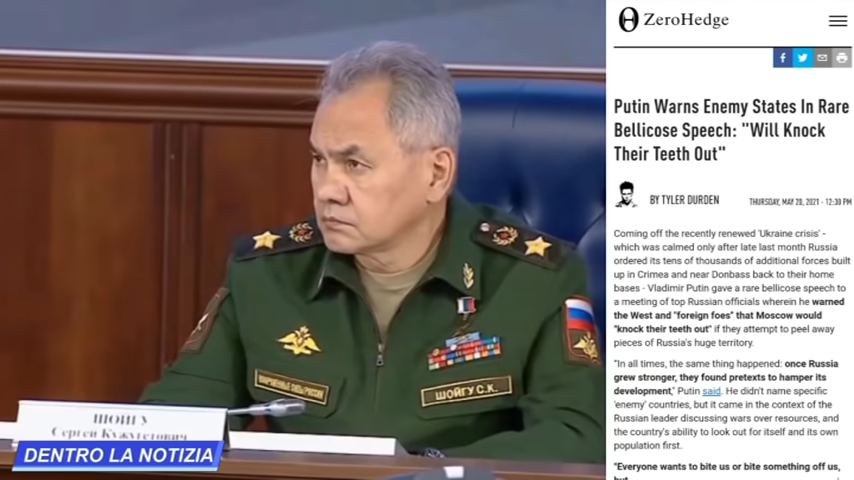 ZeroHedge
Putin Warns Enemy States In Rare
Bellicose Speech: "Will Knock
Their Teeth Out"
BY TYLER DURDEN
THURSDAY, MAY 20, 2021 - 12:30 PM
Coming off the recently renewed 'Ukraine crisis' -
which was calmed only after late last month Russia
ordered its tens of thousands of additional forces built
up in Crimea and near Donbass back to their home
bases - Vladimir Putin gave a rare bellicose speech to
a meeting of top Russian officials wherein he warned
the West and "foreign foes" that Moscow would
"knock their teeth out" if they attempt to peel away
pieces of Russia's huge territory.
"In all times, the same thing happened: once Russia
grew stronger, they found pretexts to hamper its
development," Putin said. He didn't name specific
'enemy' countries, but it came in the context of the
Russian leader discussing wars over resources, and
the country's ability to look out for itself and its own
population first.
"Everyone wants to bite us or bite something off us,
but
ВООРУЖЕННЫЕ СИЛЫ РОССИИ
ШОЙГУ С.К.
ШОЙГУ
Сергей Кужугетович
DENTRO LA NOTIZIA